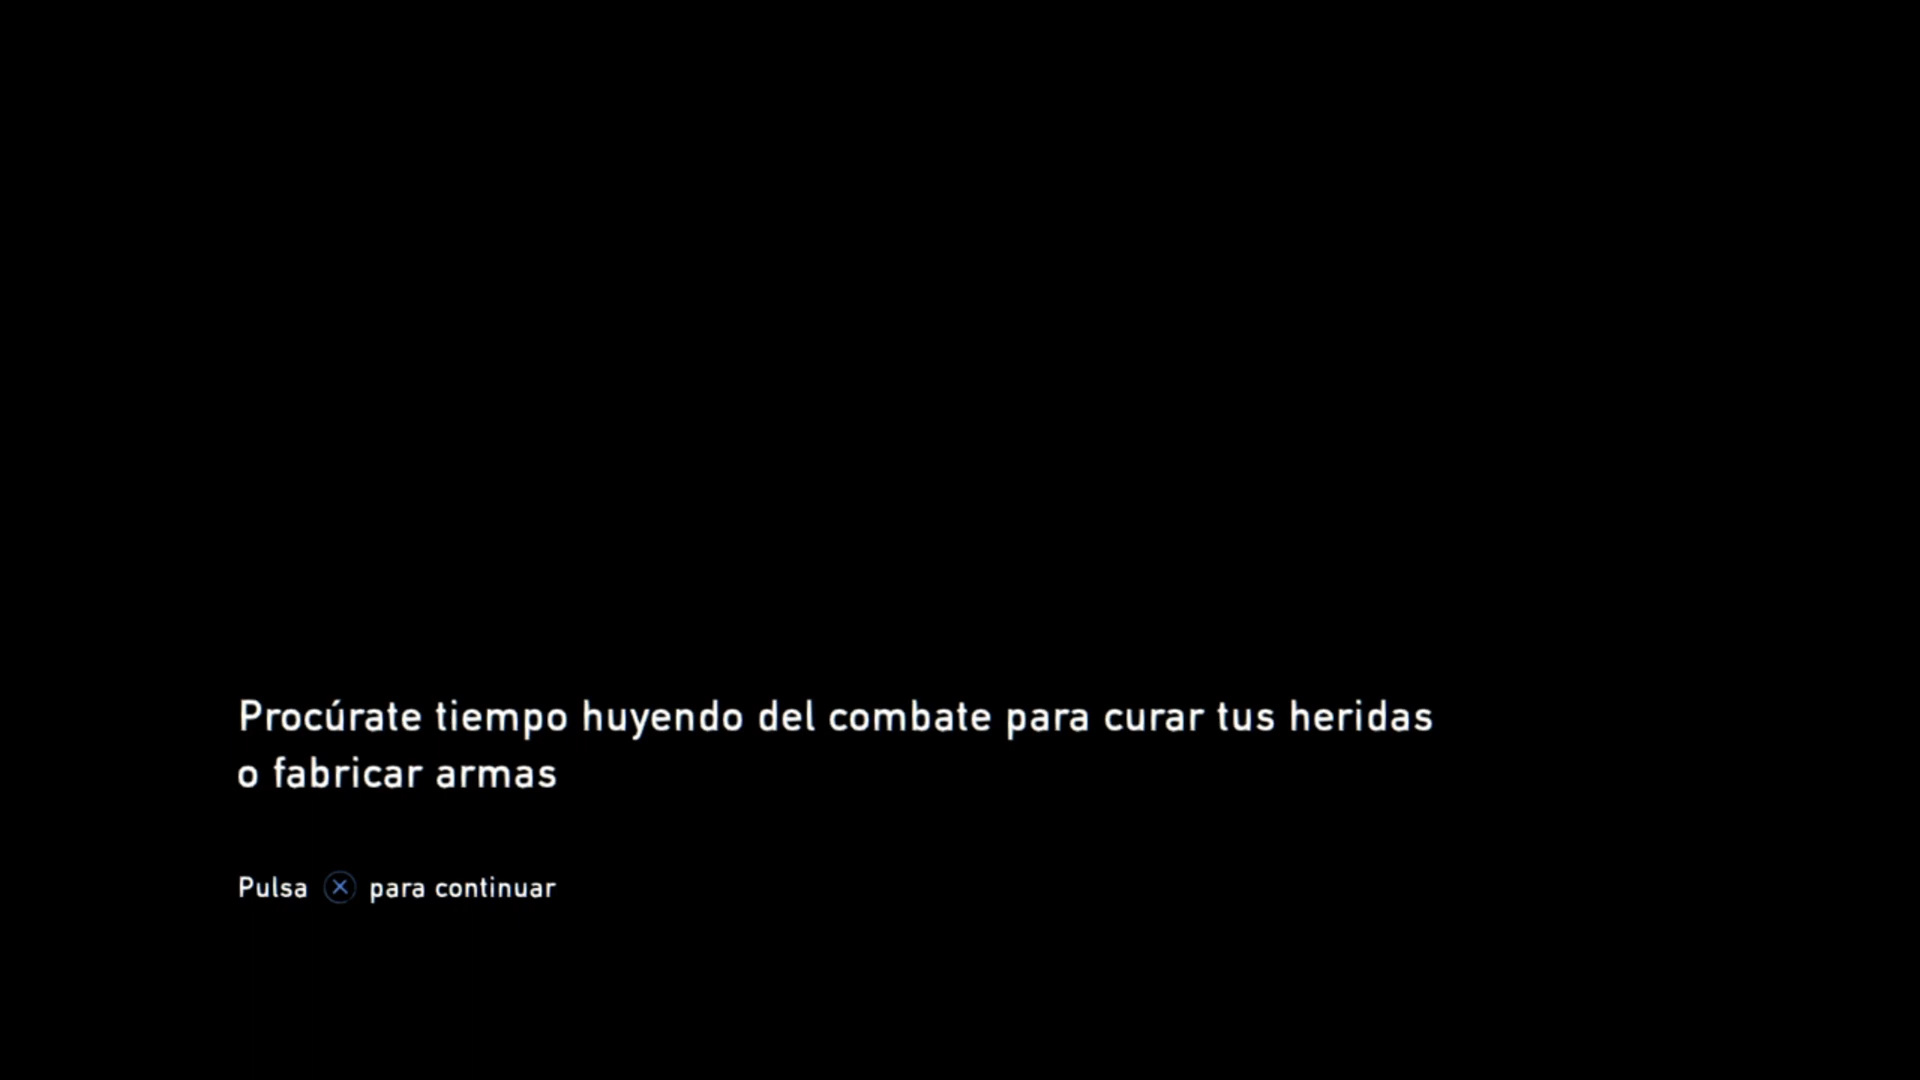 Procúrate tiempo huyendo del combate para curar tus heridas
o fabricar armas
Pulsa ⓧ para continuar